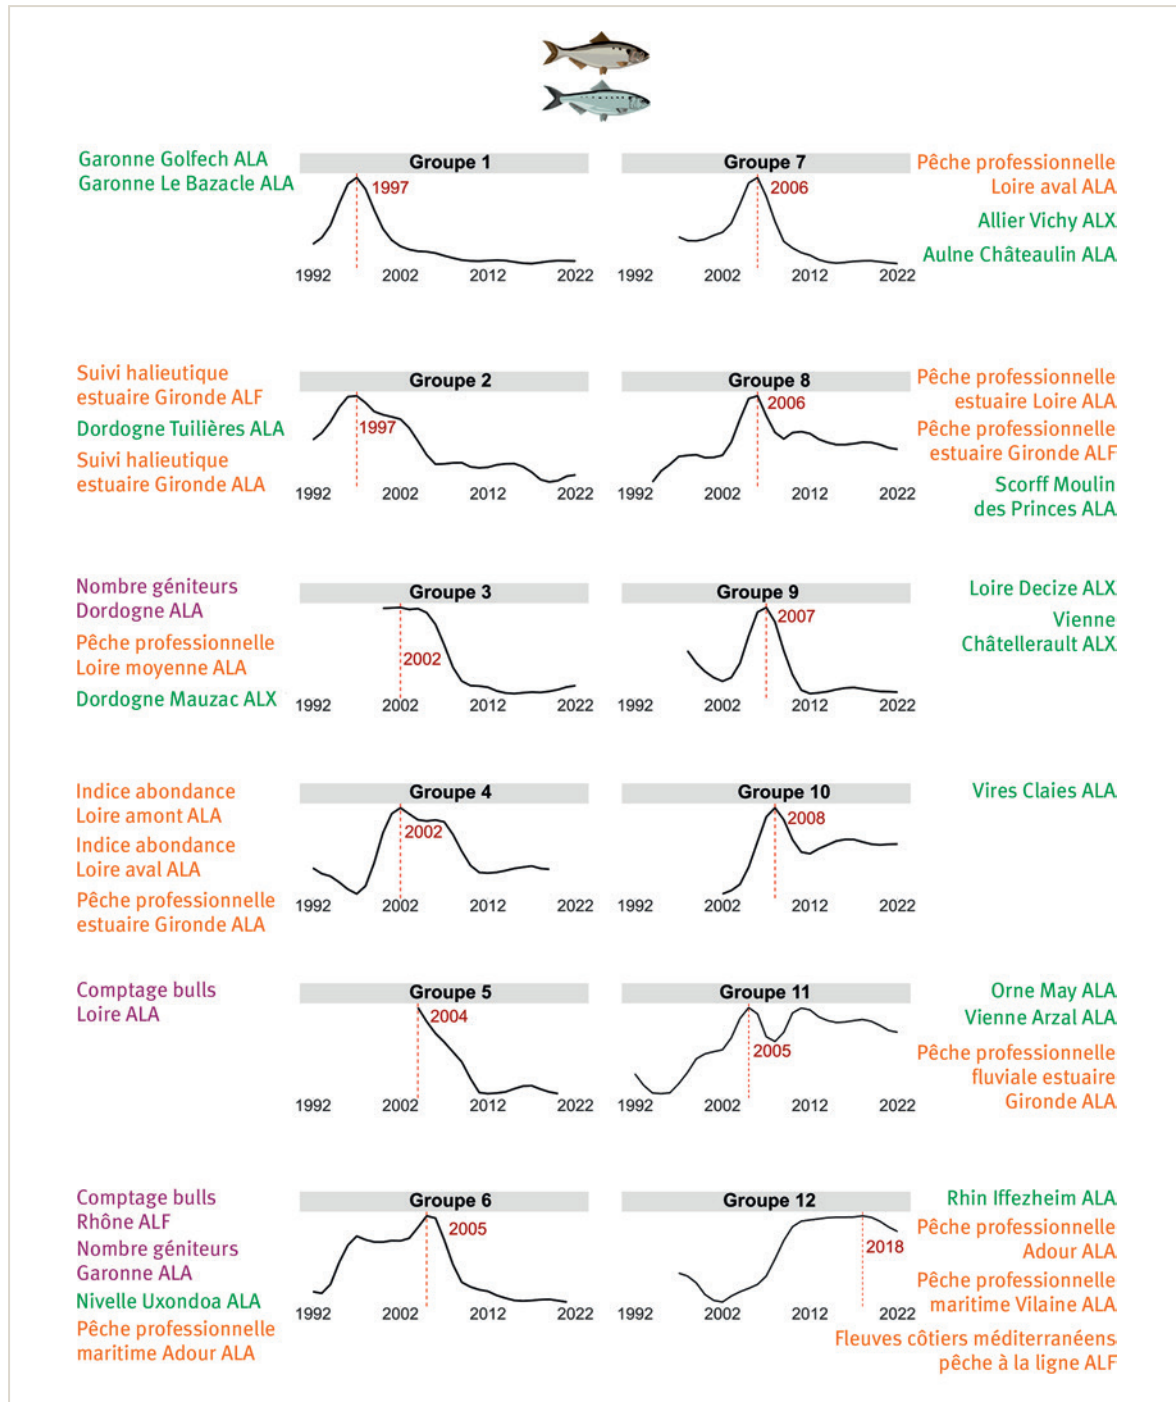 Garonne Golfech ALA
Garonne Le Bazacle ALA
Groupe 1
1997
1992
2002
2012
2022
Groupe 7
2006
1992
2002
2012
2022
Pêche professionnelle
Loire aval ALA
Allier Vichy ALX
Aulne Châteaulin ALA
Suivi halieutique
estuaire Gironde ALF
Dordogne Tuilières ALA
Suivi halieutique
estuaire Gironde ALA
Groupe 2
1997
1992
2002
2012
2022
Groupe 8
2006
1992
2002
2012
2022
Pêche professionnelle
estuaire Loire ALA
Pêche professionnelle
estuaire Gironde ALF
Scorff Moulin
des Princes ALA
Nombre géniteurs
Dordogne ALA
Pêche professionnelle
Loire moyenne ALA
Dordogne Mauzac ALX
Groupe 3
2002
1992
2002
2012
2022
Groupe 9
2007
1992
2002
2012
2022
Loire Decize ALX
Vienne
Châtellerault ALX
Indice abondance
Loire amont ALA
Indice abondance
Loire aval ALA
Pêche professionnelle
estuaire Gironde ALA
Groupe 4
2002
1992
2002
2012
2022
Groupe 10
2008
1992
2002
2012
2022
Vires Claies ALA
Comptage bulls
Loire ALA
Groupe 5
2004
1992
2002
2012
2022
Groupe 11
2005
1992
2002
2012
2022
Orne May ALA
Vienne Arzal ALA
Pêche professionnelle
fluviale estuaire
Gironde ALA
Comptage bulls
Rhône ALF
Nombre géniteurs
Garonne ALA
Nivelle Uxondoa ALA
Pêche professionnelle
maritime Adour ALA
Groupe 6
2005
1992
2002
2012
2022
Groupe 12
2018
1992
2002
2012
2022
Rhin Iffezheim ALA
Pêche professionnelle
Adour ALA
Pêche professionnelle
maritime Vilaine ALA
Fleuves côtiers méditerranéens
pêche à la ligne ALF